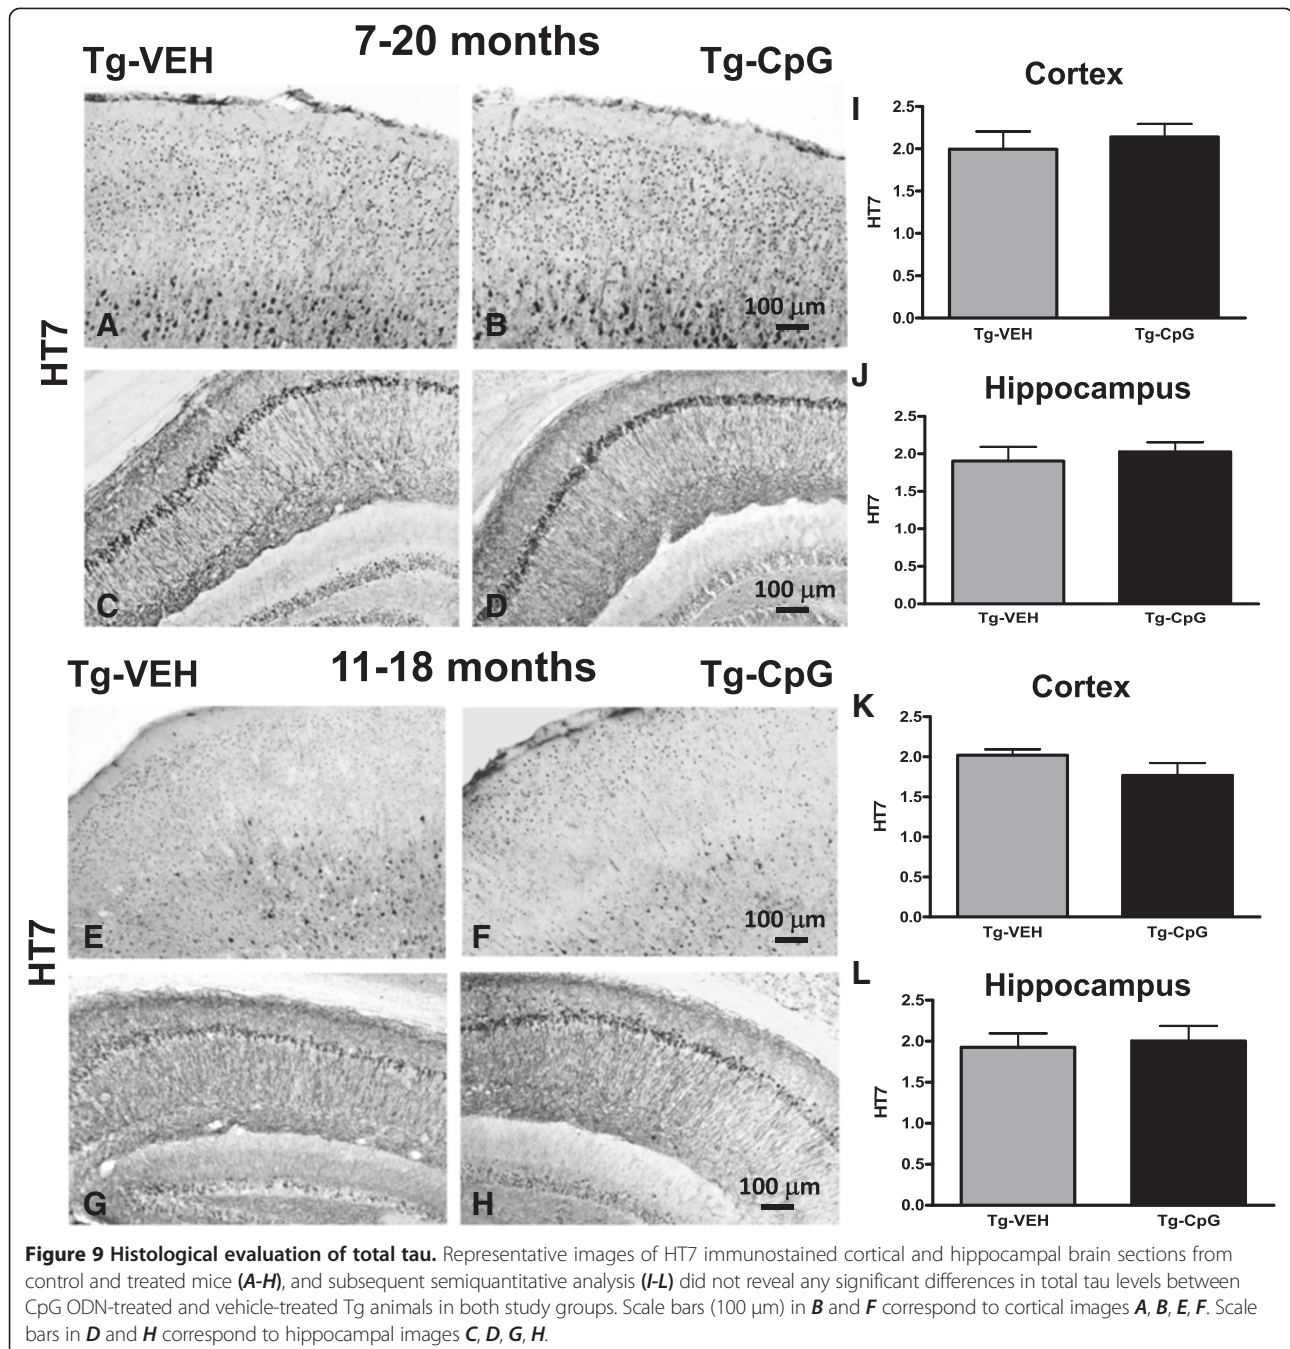 7-20 months
Tg-VEH
Tg-CpG
HT7
A
B
100 µm
C
D
100 µm
I
Cortex
2.5
2.0
1.5
1.0
0.5
0.0
HT7
Tg-VEH
Tg-CpG
J
Hippocampus
2.5
2.0
1.5
1.0
0.5
0.0
HT7
Tg-VEH
Tg-CpG
11-18 months
Tg-VEH
Tg-CpG
HT7
E
F
100 µm
G
H
100 µm
K
Cortex
2.5
2.0
1.5
1.0
0.5
0.0
HT7
Tg-VEH
Tg-CpG
L
Hippocampus
2.5
2.0
1.5
1.0
0.5
0.0
HT7
Tg-VEH
Tg-CpG
Figure 9 Histological evaluation of total tau. Representative images of HT7 immunostained cortical and hippocampal brain sections from
control and treated mice (A-H), and subsequent semiquantitative analysis (I-L) did not reveal any significant differences in total tau levels between
CpG ODN-treated and vehicle-treated Tg animals in both study groups. Scale bars (100 µm) in B and F correspond to cortical images A, B, E, F. Scale
bars in D and H correspond to hippocampal images C, D, G, H.